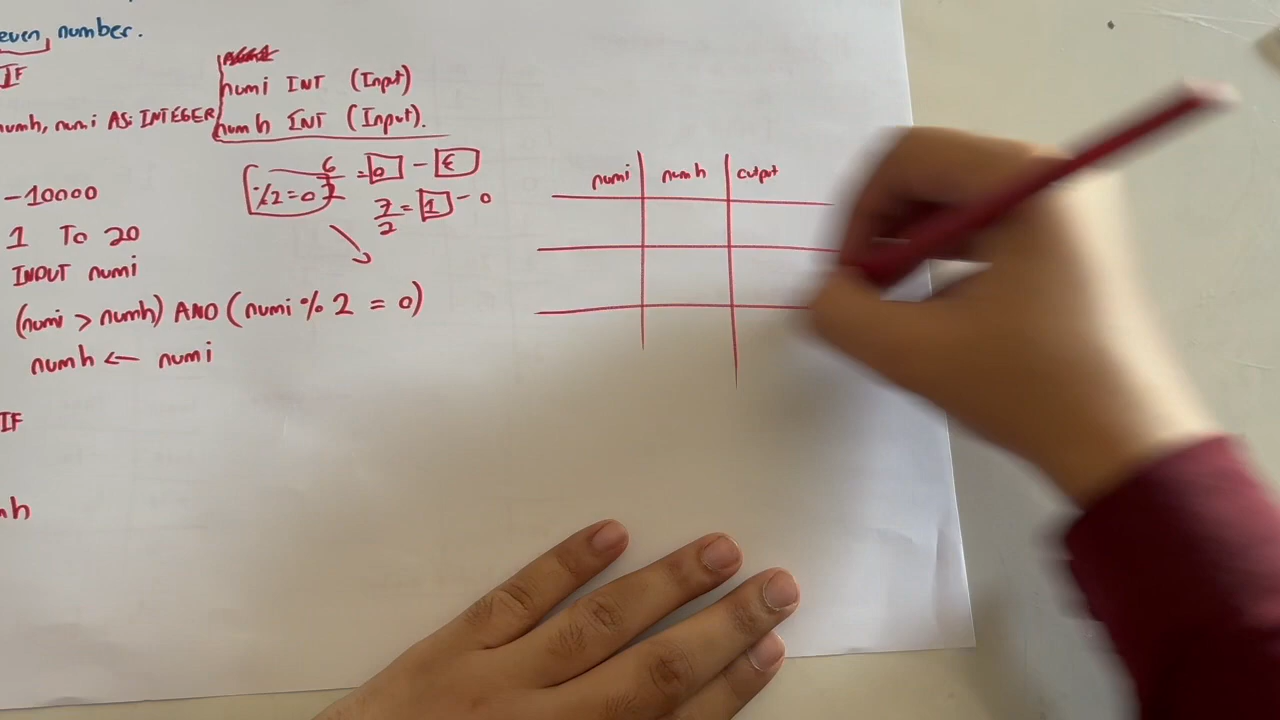 even number.
IF
numi INT (Input)
numh, numi AS: INTEGER
numh INT (Input).
6
% 2 = 0
= 0 - E
7/2 = 1 - 0
-10000
1 To 20
INPUT numi
(numi > numh) AND (numi % 2 = 0)
numh ← numi
IF
numi numh output